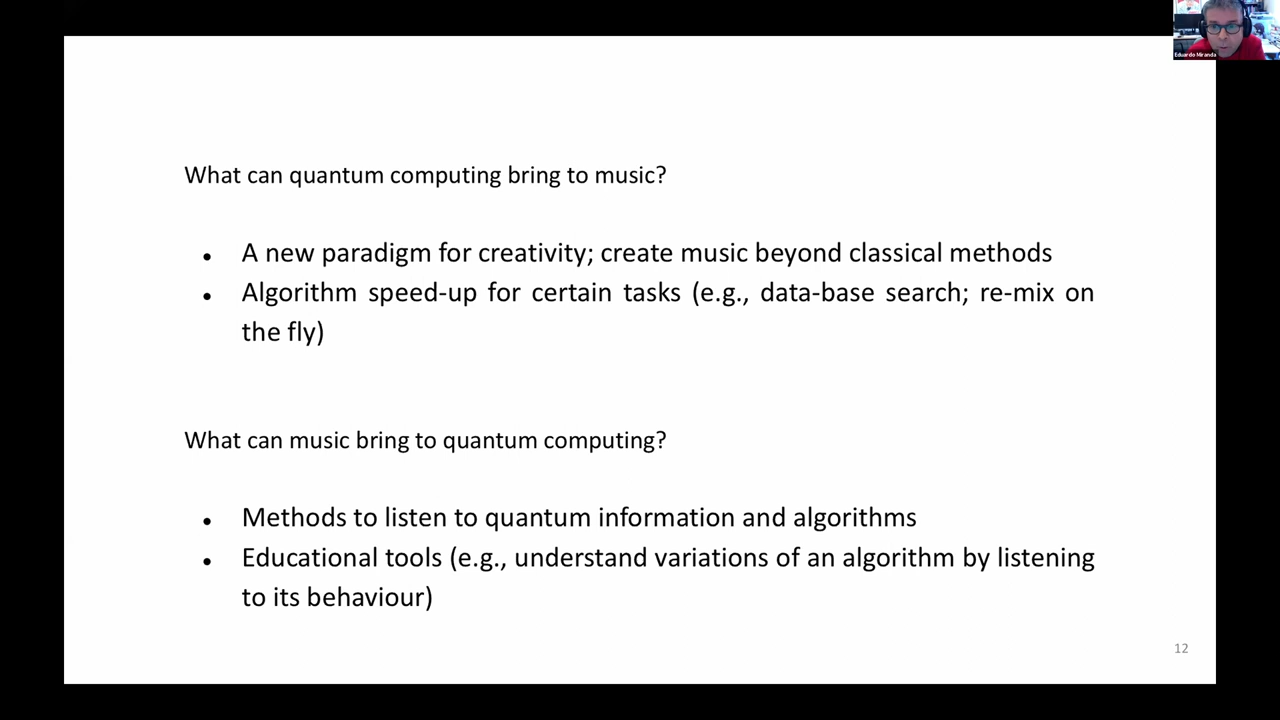 Eduardo Miranda
What can quantum computing bring to music?
• A new paradigm for creativity; create music beyond classical methods
• Algorithm speed-up for certain tasks (e.g., data-base search; re-mix on
the fly)
What can music bring to quantum computing?
• Methods to listen to quantum information and algorithms
• Educational tools (e.g., understand variations of an algorithm by listening
to its behaviour)
12